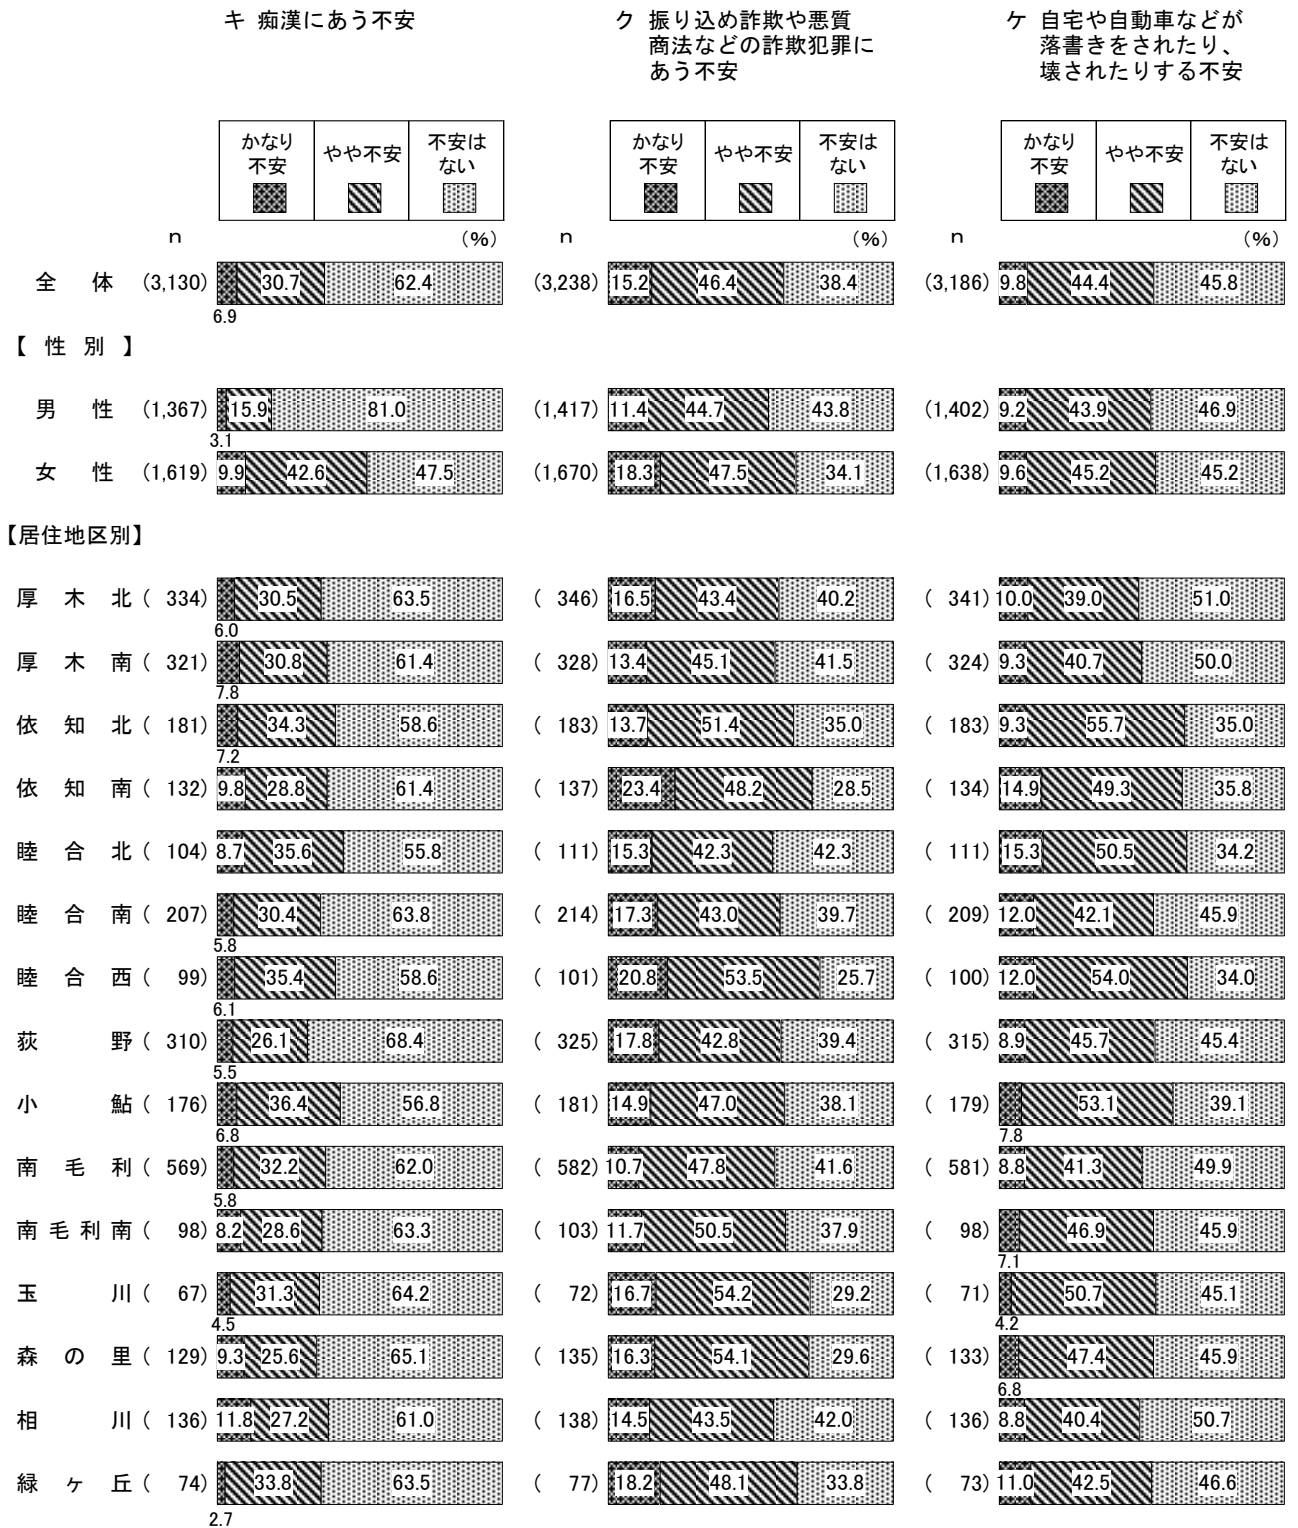 キ 痴漢にあう不安
ク 振り込め詐欺や悪質
商法などの詐欺犯罪に
あう不安
ケ 自宅や自動車などが
落書きをされたり、
壊されたりする不安
かなり
不安
やや不安
不安は
ない
かなり
不安
やや不安
不安は
ない
かなり
不安
やや不安
不安は
ない
n (%) n (%) n (%)
全体 (3,130) 30.7 62.4 (3,238) 15.2 46.4 38.4 (3,186) 9.8 44.4 45.8
6.9
【性別】
男性 (1,367) 15.9 81.0 (1,417) 11.4 44.7 43.8 (1,402) 9.2 43.9 46.9
3.1
女性 (1,619) 9.9 42.6 47.5 (1,670) 18.3 47.5 34.1 (1,638) 9.6 45.2 45.2
【居住地区別】
厚木北 ( 334) 30.5 63.5 ( 346) 16.5 43.4 40.2 ( 341) 10.0 39.0 51.0
6.0
厚木南 ( 321) 30.8 61.4 ( 328) 13.4 45.1 41.5 ( 324) 9.3 40.7 50.0
7.8
依知北 ( 181) 34.3 58.6 ( 183) 13.7 51.4 35.0 ( 183) 9.3 55.7 35.0
7.2
依知南 ( 132) 9.8 28.8 61.4 ( 137) 23.4 48.2 28.5 ( 134) 14.9 49.3 35.8
睦合北 ( 104) 8.7 35.6 55.8 ( 111) 15.3 42.3 42.3 ( 111) 15.3 50.5 34.2
睦合南 ( 207) 30.4 63.8 ( 214) 17.3 43.0 39.7 ( 209) 12.0 42.1 45.9
5.8
睦合西 ( 99) 35.4 58.6 ( 101) 20.8 53.5 25.7 ( 100) 12.0 54.0 34.0
6.1
荻野 ( 310) 26.1 68.4 ( 325) 17.8 42.8 39.4 ( 315) 8.9 45.7 45.4
5.5
小鮎 ( 176) 36.4 56.8 ( 181) 14.9 47.0 38.1 ( 179) 53.1 39.1
6.8 7.8
南毛利 ( 569) 32.2 62.0 ( 582) 10.7 47.8 41.6 ( 581) 8.8 41.3 49.9
5.8
南毛利南 ( 98) 8.2 28.6 63.3 ( 103) 11.7 50.5 37.9 ( 98) 46.9 45.9
7.1
玉川 ( 67) 31.3 64.2 ( 72) 16.7 54.2 29.2 ( 71) 50.7 45.1
4.5 4.2
森の里 ( 129) 9.3 25.6 65.1 ( 135) 16.3 54.1 29.6 ( 133) 47.4 45.9
6.8
相川 ( 136) 11.8 27.2 61.0 ( 138) 14.5 43.5 42.0 ( 136) 8.8 40.4 50.7
緑ヶ丘 ( 74) 33.8 63.5 ( 77) 18.2 48.1 33.8 ( 73) 11.0 42.5 46.6
2.7